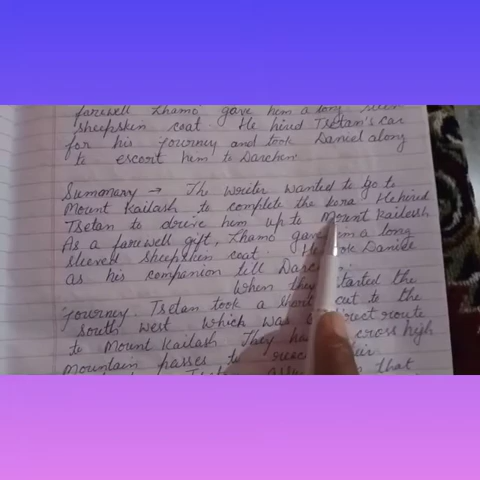 farewell Lhamo gave him a long
sheepskin coat. He hired Tsetan's car
for his journey and took Daniel along
to escort him to Darchen
Summary → The writer wanted to go to
Mount Kailash to complete the kora He hired
Tsetan to drive him up to Mount Kailash,
As a farewell gift, Lhamo gave him a long
sleeved sheepskin coat. He took Daniel
as his companion till
When they started the
journey. Tsetan took a short cut to the
South west which was a direct route
to Mount Kailash. They had cross high
Mountain passes to
that